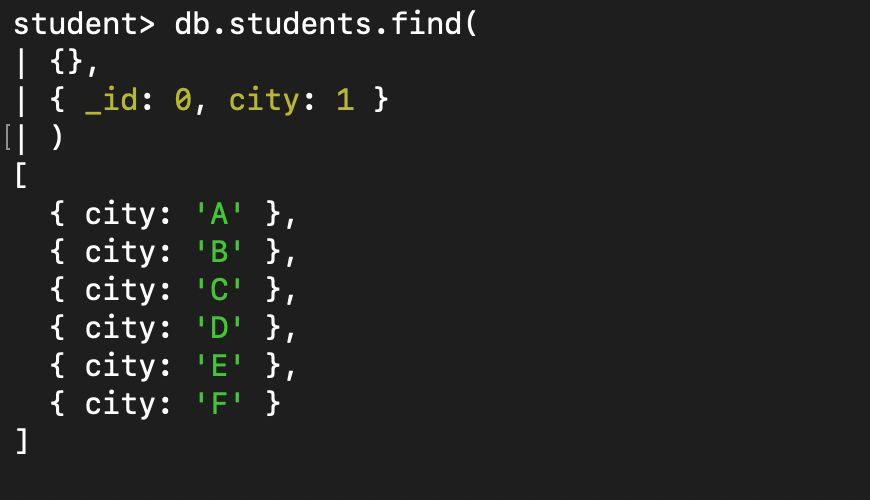 student> db.students.find(
| {},
| { _id: 0, city: 1 }
[| )
[
  { city: 'A' },
  { city: 'B' },
  { city: 'C' },
  { city: 'D' },
  { city: 'E' },
  { city: 'F' }
]